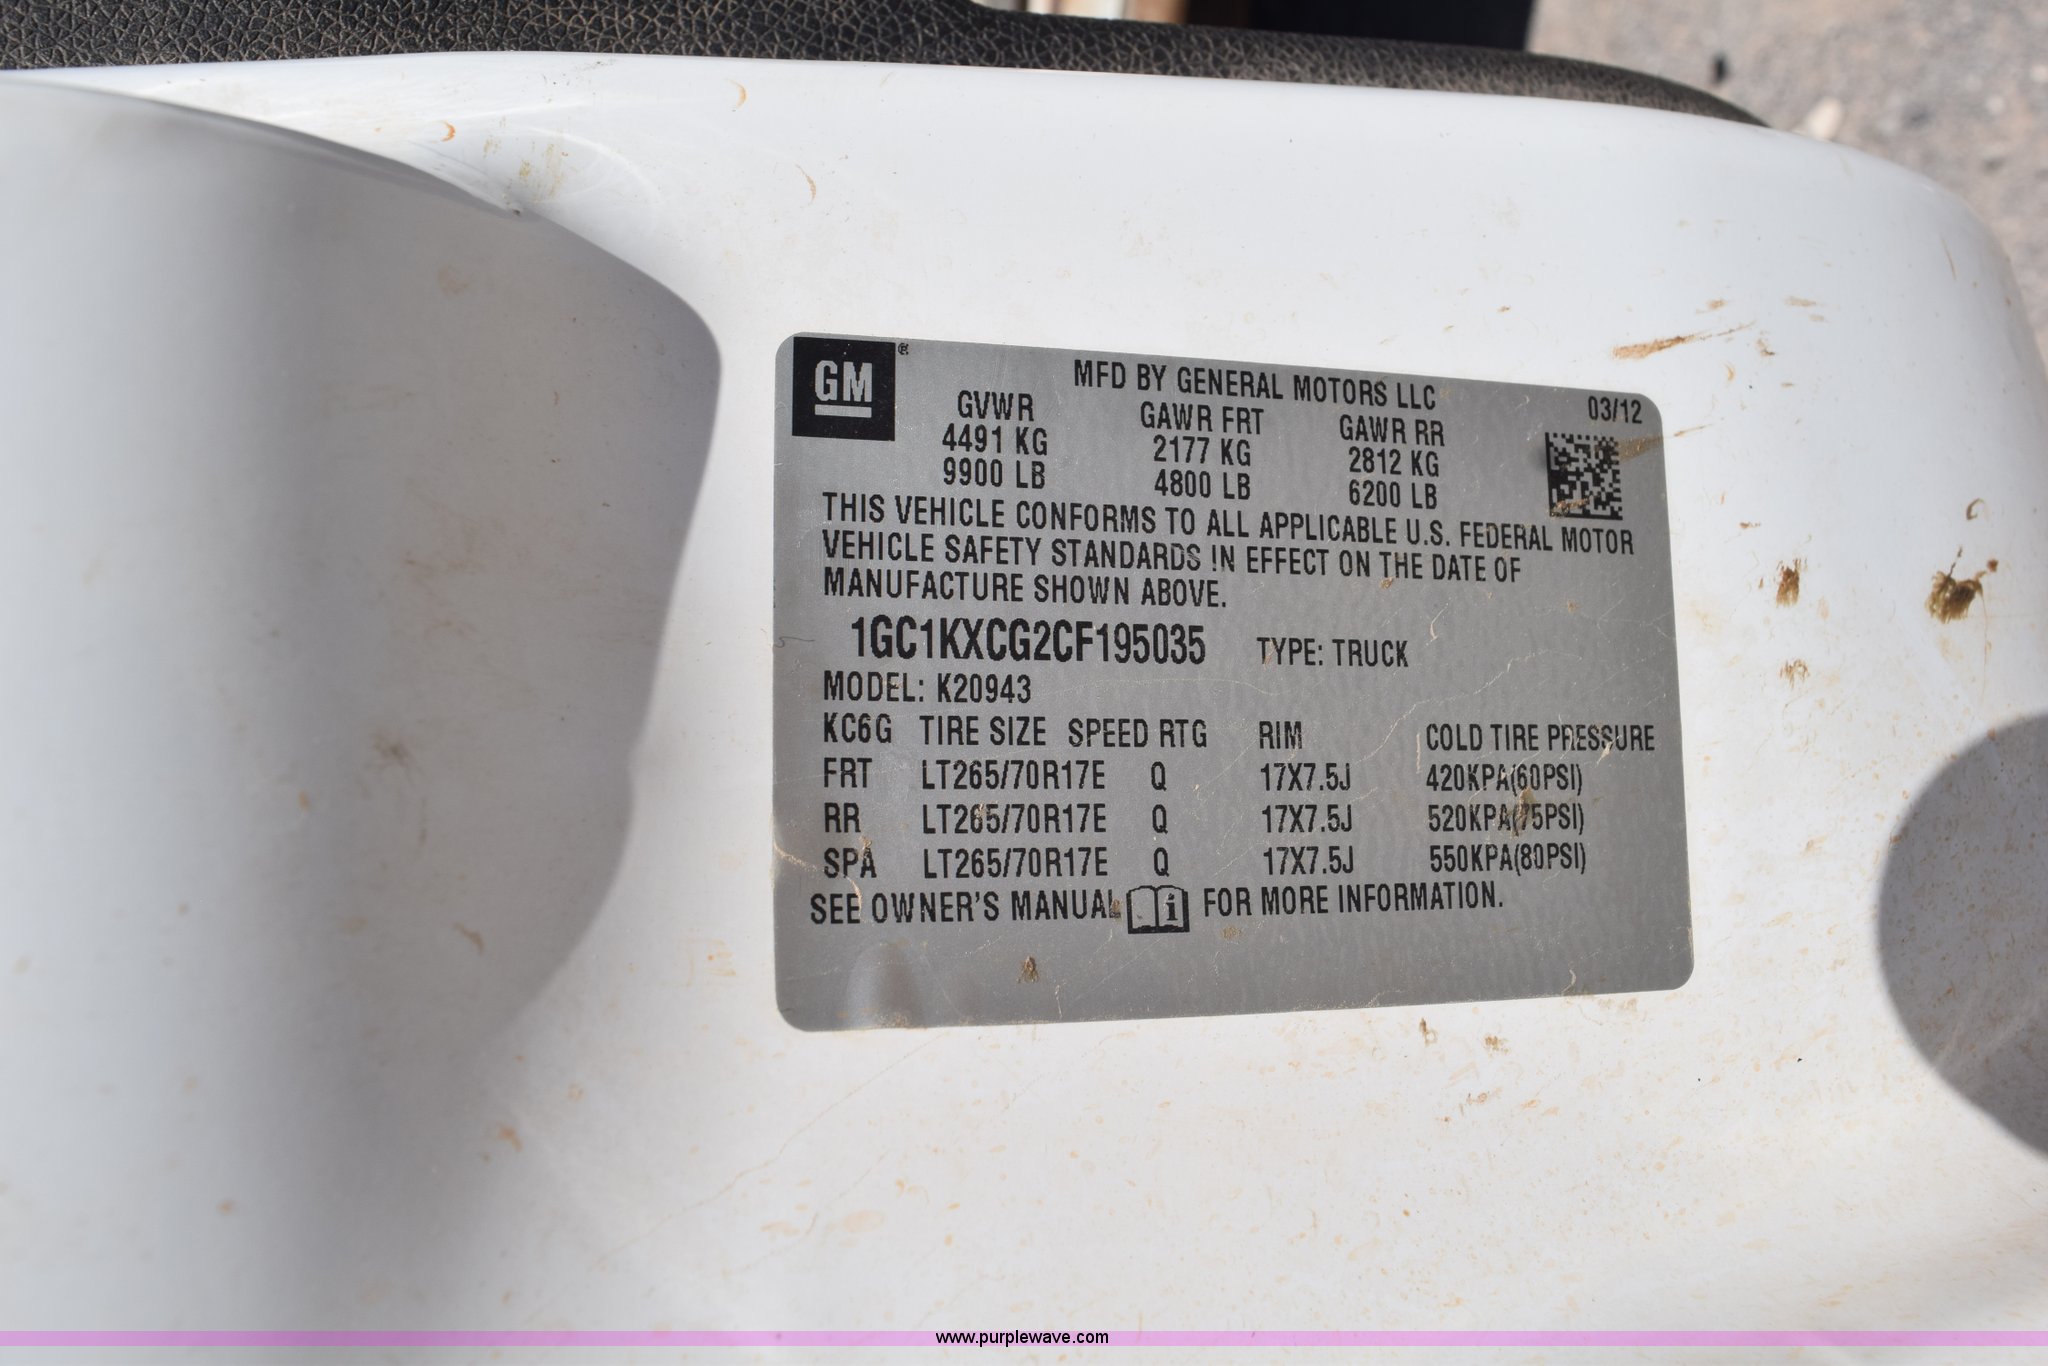 GM ®
MFD BY GENERAL MOTORS LLC
03/12
GVWR GAWR FRT GAWR RR
4491 KG 2177 KG 2812 KG
9900 LB 4800 LB 6200 LB
THIS VEHICLE CONFORMS TO ALL APPLICABLE U.S. FEDERAL MOTOR
VEHICLE SAFETY STANDARDS IN EFFECT ON THE DATE OF
MANUFACTURE SHOWN ABOVE.
1GC1KXCG2CF195035 TYPE: TRUCK
MODEL: K20943
KC6G TIRE SIZE SPEED RTG RIM COLD TIRE PRESSURE
FRT LT265/70R17E Q 17X7.5J 420KPA(60PSI)
RR LT265/70R17E Q 17X7.5J 520KPA(75PSI)
SPA LT265/70R17E Q 17X7.5J 550KPA(80PSI)
SEE OWNER'S MANUAL i FOR MORE INFORMATION.
www.purplewave.com